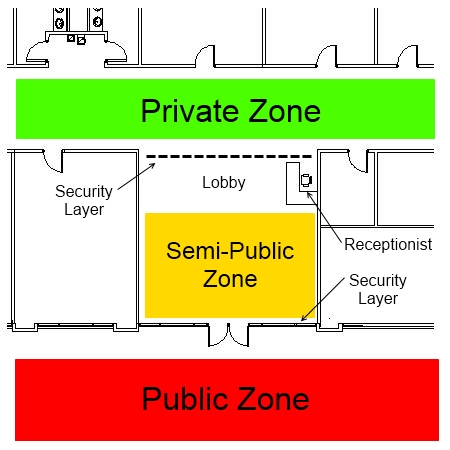 Private Zone
Security
Layer
Lobby
Semi-Public
Zone
Receptionist
Security
Layer
Public Zone